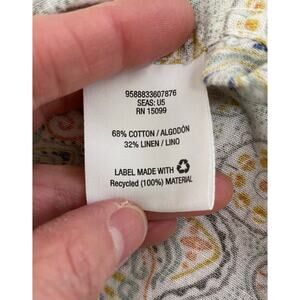 9588833607876
SEAS: U5
RN 15099
68% COTTON / ALGODÓN
32% LINEN / LINO
LABEL MADE WITH
Recycled (100%) MATERIAL